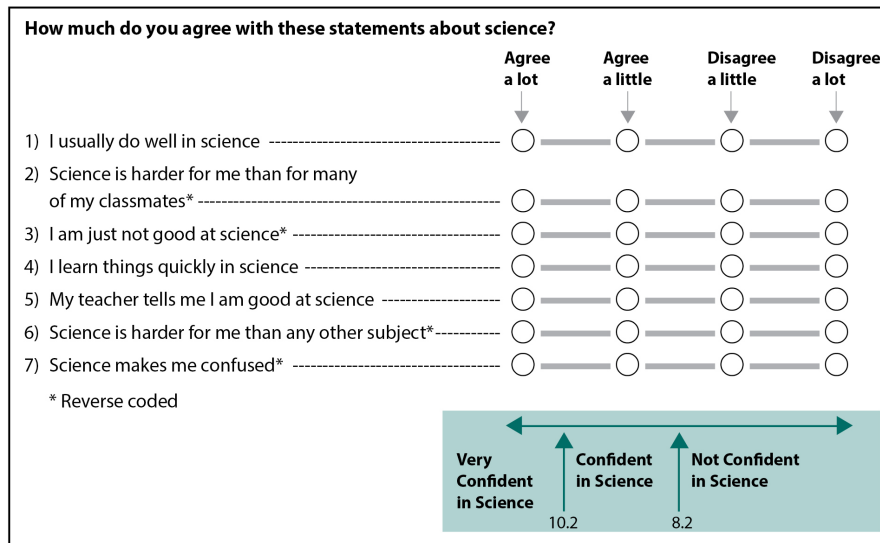 How much do you agree with these statements about science?
Agree a lot
Agree a little
Disagree a little
Disagree a lot
1) I usually do well in science
2) Science is harder for me than for many
of my classmates*
3) I am just not good at science*
4) I learn things quickly in science
5) My teacher tells me I am good at science
6) Science is harder for me than any other subject*
7) Science makes me confused*
* Reverse coded
Very
Confident
in Science
Confident
in Science
Not Confident
in Science
10.2
8.2